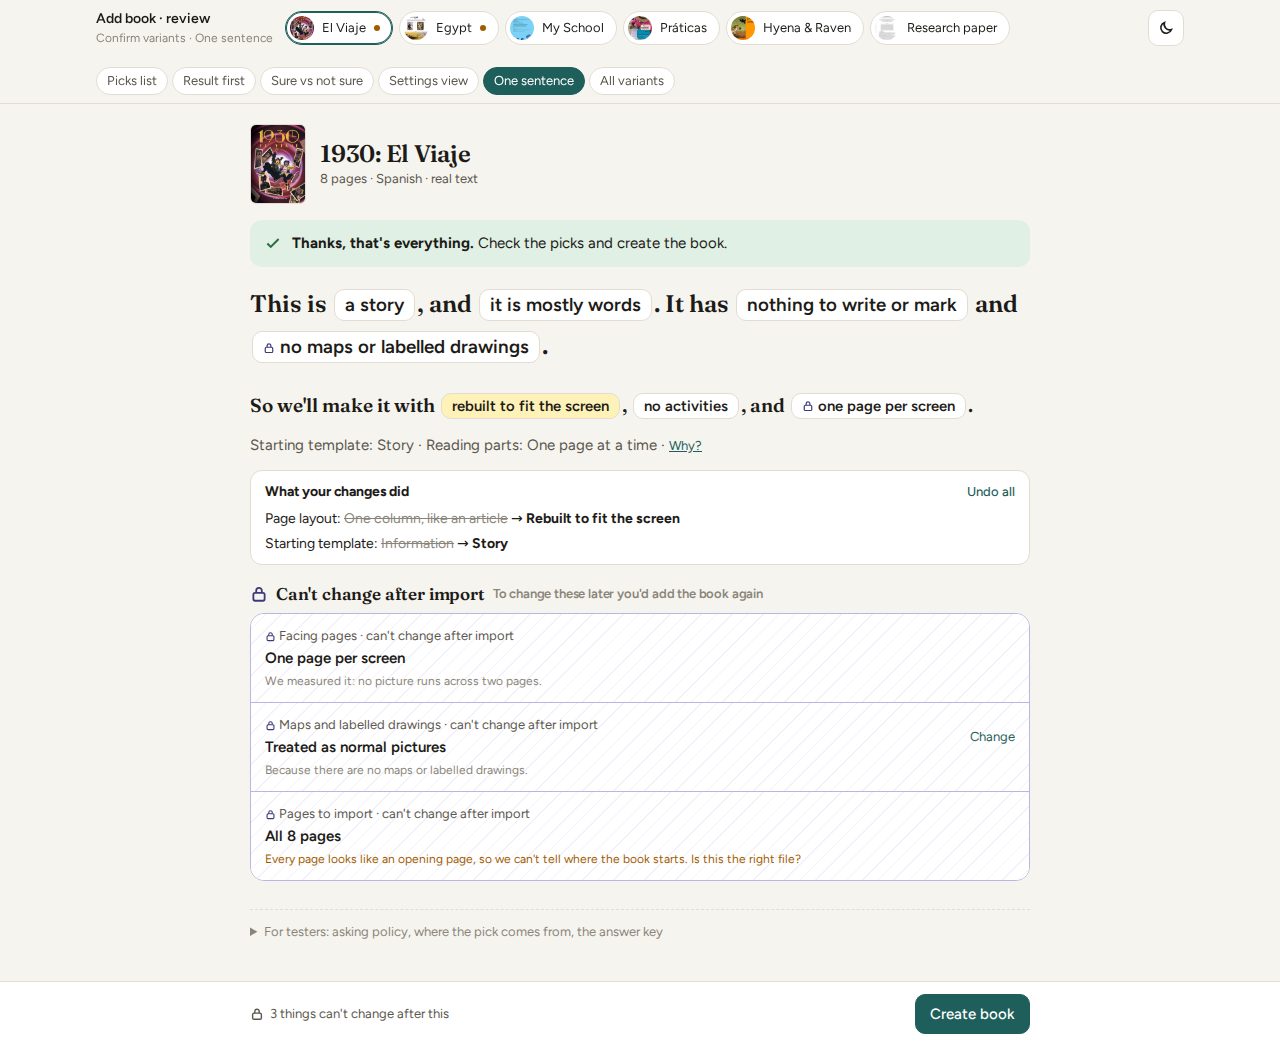 Add book · review
Confirm variants · One sentence
El Viaje
Egypt
My School
Práticas
Hyena & Raven
Research paper
Picks list
Result first
Sure vs not sure
Settings view
One sentence
All variants
1930
1930: El Viaje
8 pages · Spanish · real text
Thanks, that's everything. Check the picks and create the book.
This is a story, and it is mostly words. It has nothing to write or mark and
no maps or labelled drawings.
So we'll make it with rebuilt to fit the screen, no activities, and one page per screen.
Starting template: Story · Reading parts: One page at a time · Why?
What your changes did
Undo all
Page layout: One column, like an article → Rebuilt to fit the screen
Starting template: Information → Story
Can't change after import To change these later you'd add the book again
Facing pages · can't change after import
One page per screen
We measured it: no picture runs across two pages.
Maps and labelled drawings · can't change after import
Treated as normal pictures
Change
Because there are no maps or labelled drawings.
Pages to import · can't change after import
All 8 pages
Every page looks like an opening page, so we can't tell where the book starts. Is this the right file?
For testers: asking policy, where the pick comes from, the answer key
3 things can't change after this
Create book